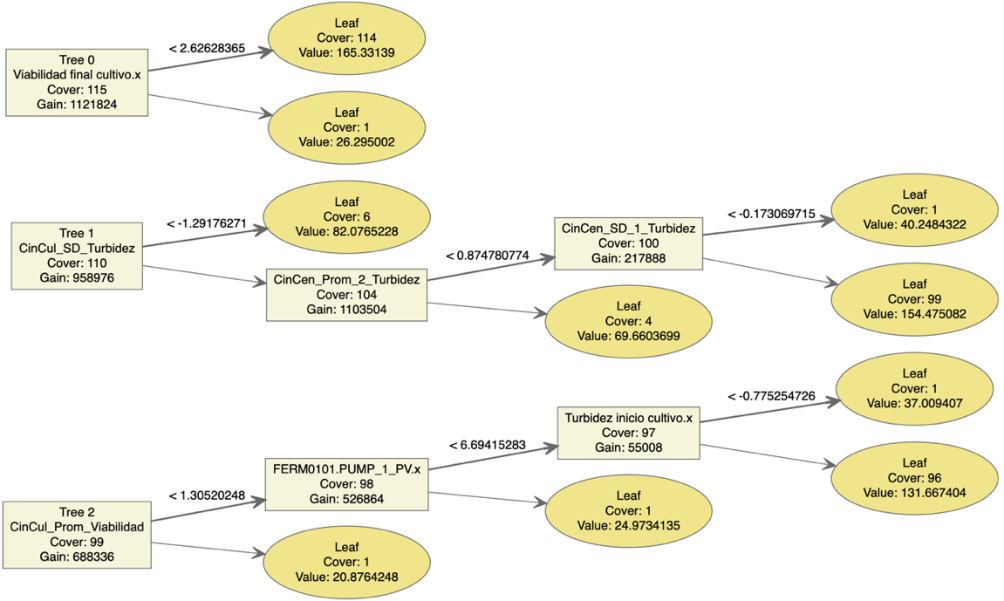 Leaf
Cover: 114
Value: 165.33139
< 2.62628365
Tree 0
Viabilidad final cultivo.x
Cover: 115
Gain: 1121824
Leaf
Cover: 1
Value: 26.295002
Leaf
Cover: 6
Value: 82.0765228
< -1.29176271
Tree 1
CinCul_SD_Turbidez
Cover: 110
Gain: 958976
CinCen_Prom_2_Turbidez
Cover: 104
Gain: 1103504
< 0.874780774
CinCen_SD_1_Turbidez
Cover: 100
Gain: 217888
< -0.173069715
Leaf
Cover: 1
Value: 40.2484322
Leaf
Cover: 99
Value: 154.475082
Leaf
Cover: 4
Value: 69.6603699
Leaf
Cover: 1
Value: 37.009407
< -0.775254726
Turbidez inicio cultivo.x
Cover: 97
Gain: 55008
< 6.69415283
FERM0101.PUMP_1_PV.x
Cover: 98
Gain: 526864
Leaf
Cover: 96
Value: 131.667404
< 1.30520248
Tree 2
CinCul_Prom_Viabilidad
Cover: 99
Gain: 688336
Leaf
Cover: 1
Value: 24.9734135
Leaf
Cover: 1
Value: 20.8764248